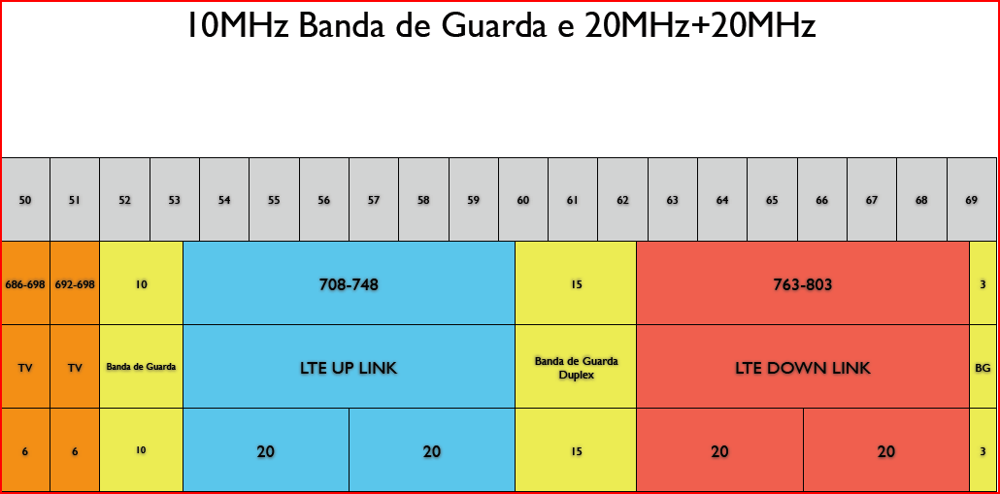 10MHz Banda de Guarda e 20MHz+20MHz
50 51 52 53 54 55 56 57 58 59 60 61 62 63 64 65 66 67 68 69
686-698 692-698 10 708-748 15 763-803 3
TV TV Banda de Guarda LTE UP LINK Banda de Guarda Duplex LTE DOWN LINK BG
6 6 10 20 20 15 20 20 3